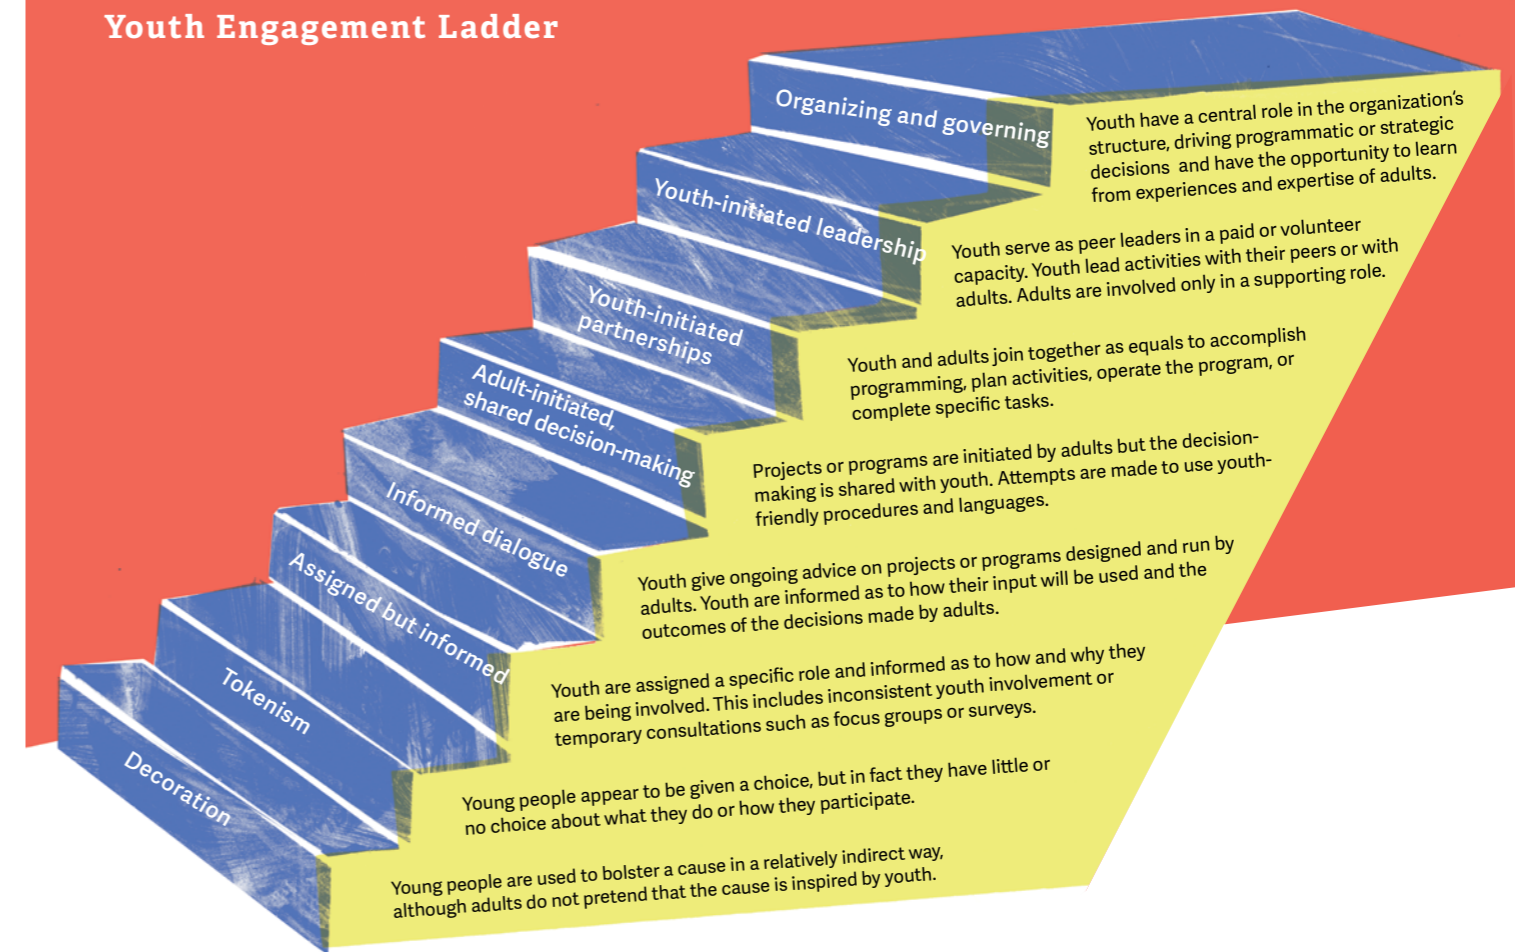 Youth Engagement Ladder
Organizing and governing
Youth have a central role in the organization's
structure, driving programmatic or strategic
decisions and have the opportunity to learn
from experiences and expertise of adults.
Youth-initiated leadership
Youth serve as peer leaders in a paid or volunteer
capacity. Youth lead activities with their peers or with
adults. Adults are involved only in a supporting role.
Youth-initiated
partnerships
Youth and adults join together as equals to accomplish
programming, plan activities, operate the program, or
complete specific tasks.
Adult-initiated,
shared decision-making
Projects or programs are initiated by adults but the decision-
making is shared with youth. Attempts are made to use youth-
friendly procedures and languages.
Informed dialogue
Youth give ongoing advice on projects or programs designed and run by
adults. Youth are informed as to how their input will be used and the
outcomes of the decisions made by adults.
Assigned but informed
Youth are assigned a specific role and informed as to how and why they
are being involved. This includes inconsistent youth involvement or
temporary consultations such as focus groups or surveys.
Tokenism
Young people appear to be given a choice, but in fact they have little or
no choice about what they do or how they participate.
Decoration
Young people are used to bolster a cause in a relatively indirect way,
although adults do not pretend that the cause is inspired by youth.